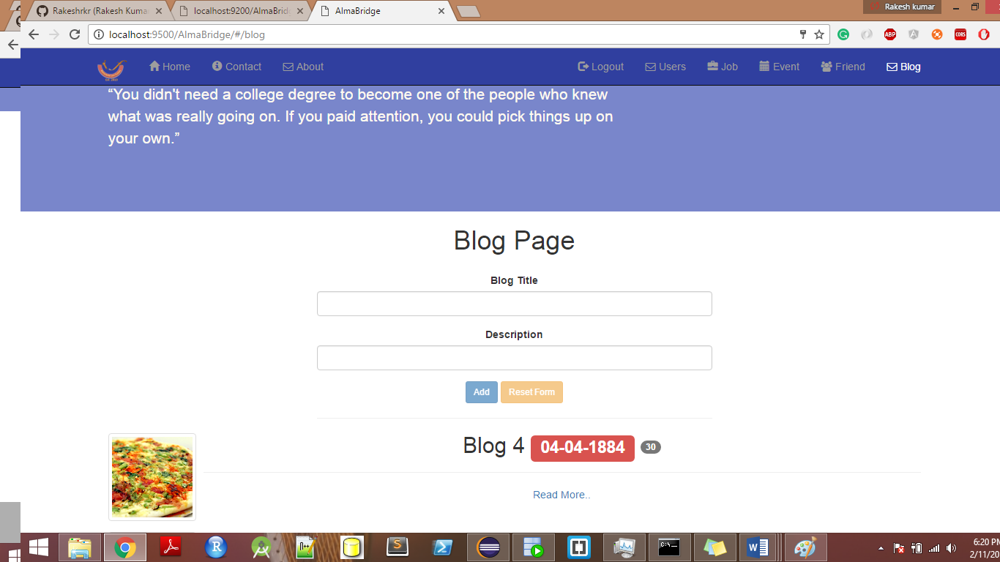 Rakesh kumar
Rakeshrkr (Rakesh Kuma
localhost:9200/AlmaBridg
AlmaBridge
localhost:9500/AlmaBridge/#/blog
ABP
CORS
Home
Contact
About
Logout
Users
Job
Event
Friend
Blog
“You didn't need a college degree to become one of the people who knew
what was really going on. If you paid attention, you could pick things up on
your own.”
Blog Page
Blog Title
Description
Add
Reset Form
Blog 4 04-04-1884 30
Read More..
6:20 PM
2/11/20